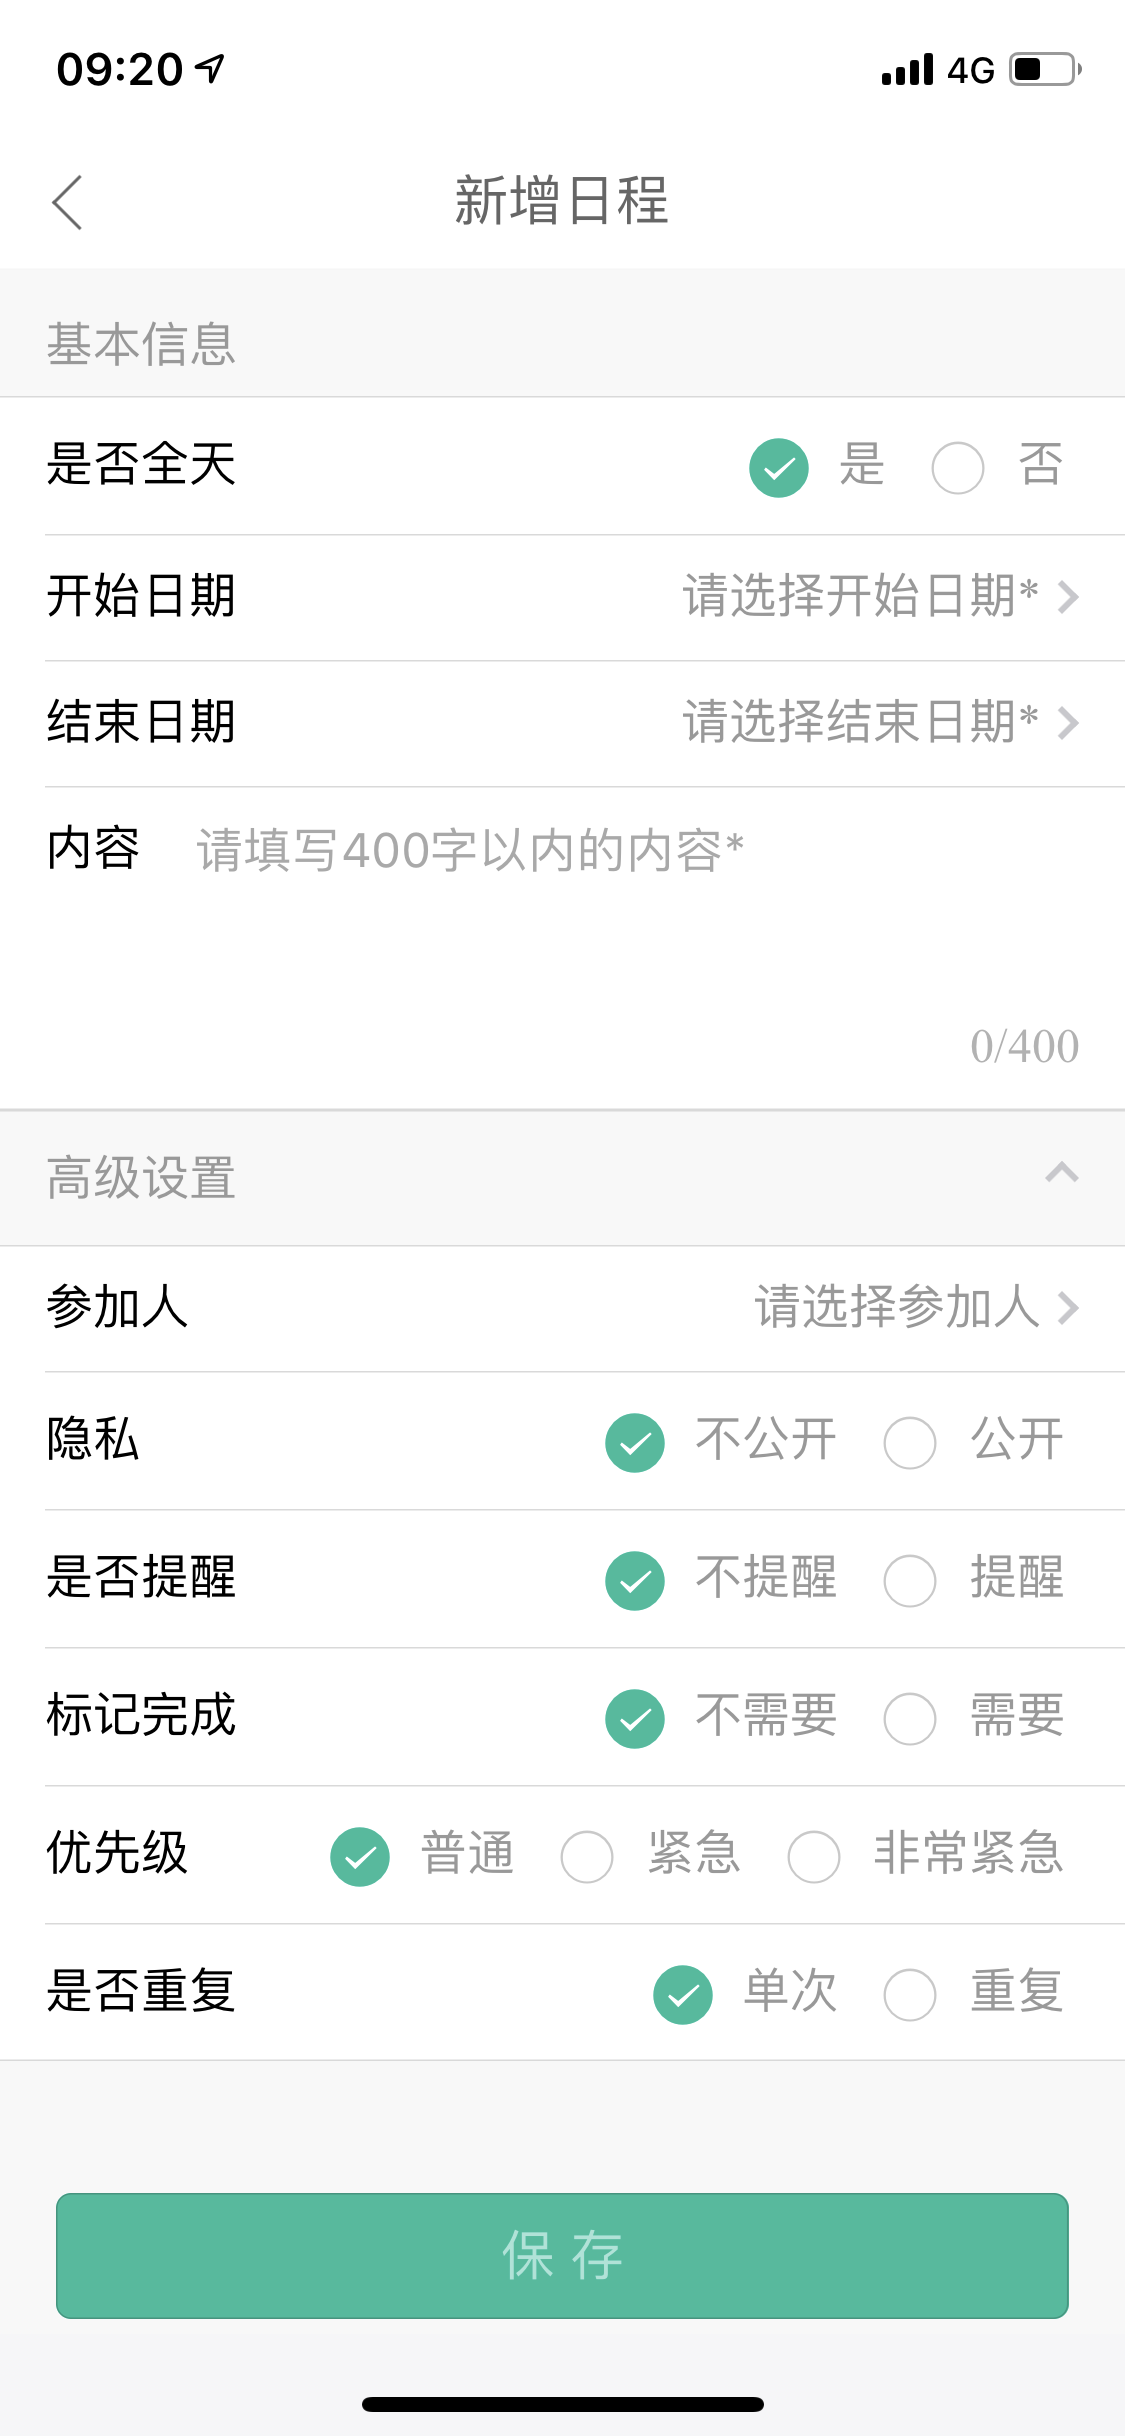 09:20 4G
新增日程
基本信息
是否全天 是 否
开始日期 请选择开始日期*
结束日期 请选择结束日期*
内容 请填写400字以内的内容*
0/400
高级设置
参加人 请选择参加人
隐私 不公开 公开
是否提醒 不提醒 提醒
标记完成 不需要 需要
优先级 普通 紧急 非常紧急
是否重复 单次 重复
保 存